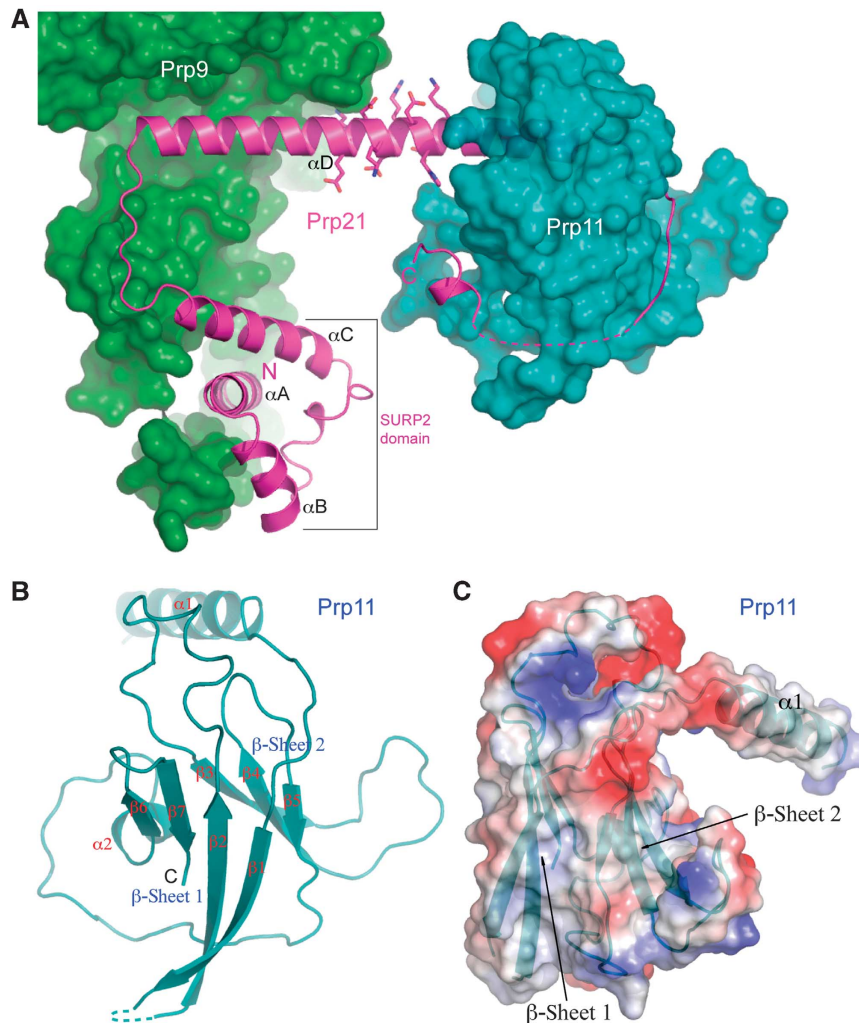 A
Prp9
αD
Prp21
Prp11
C
αC
N
αA
SURP2
domain
αB
B
Prp11
α1
β-Sheet 2
β3
β4
β5
β6
β7
β2
β1
α2
C
β-Sheet 1
C
Prp11
α1
β-Sheet 2
β-Sheet 1